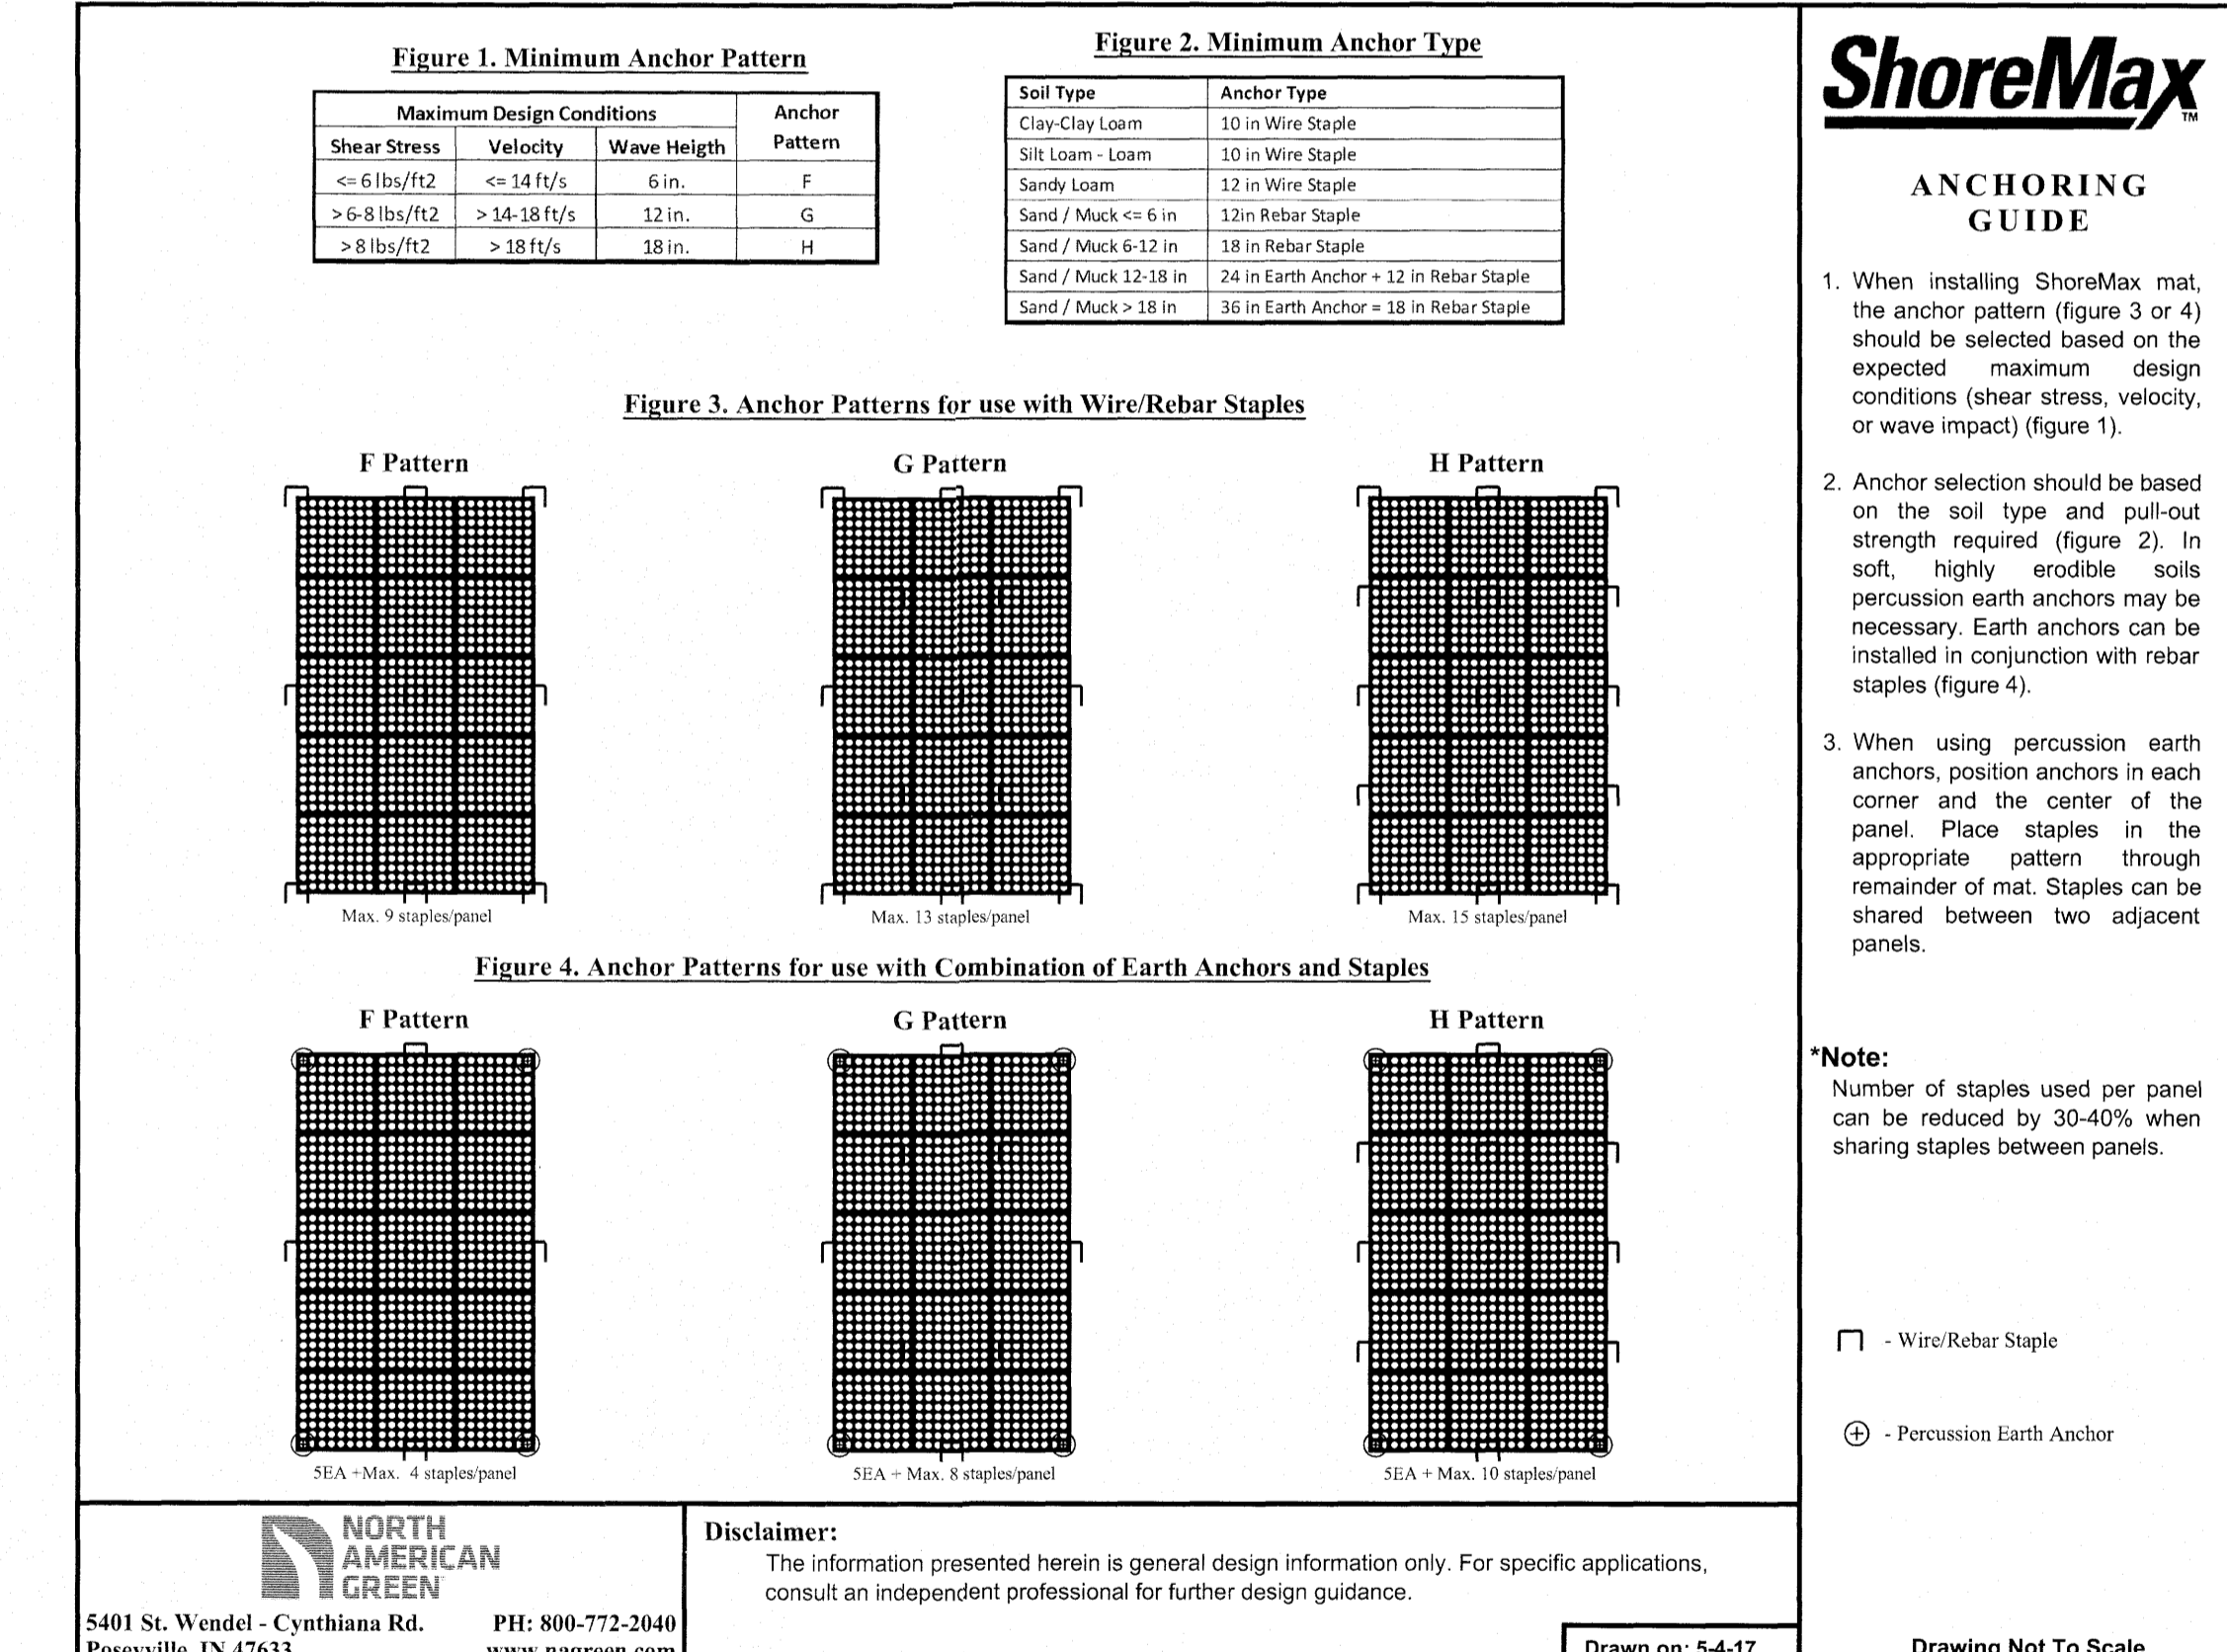 Figure 1. Minimum Anchor Pattern
Maximum Design Conditions Anchor Pattern
Shear Stress Velocity Wave Heigth
<= 6 lbs/ft2 <= 14 ft/s 6 in. F
> 6-8 lbs/ft2 > 14-18 ft/s 12 in. G
> 8 lbs/ft2 > 18 ft/s 18 in. H
Figure 2. Minimum Anchor Type
Soil Type Anchor Type
Clay-Clay Loam 10 in Wire Staple
Silt Loam - Loam 10 in Wire Staple
Sandy Loam 12 in Wire Staple
Sand / Muck <= 6 in 12in Rebar Staple
Sand / Muck 6-12 in 18 in Rebar Staple
Sand / Muck 12-18 in 24 in Earth Anchor + 12 in Rebar Staple
Sand / Muck > 18 in 36 in Earth Anchor = 18 in Rebar Staple
Figure 3. Anchor Patterns for use with Wire/Rebar Staples
F Pattern G Pattern H Pattern
Max. 9 staples/panel Max. 13 staples/panel Max. 15 staples/panel
Figure 4. Anchor Patterns for use with Combination of Earth Anchors and Staples
F Pattern G Pattern H Pattern
5EA +Max. 4 staples/panel 5EA + Max. 8 staples/panel 5EA + Max. 10 staples/panel
ShoreMax™
ANCHORING
GUIDE
1. When installing ShoreMax mat,
the anchor pattern (figure 3 or 4)
should be selected based on the
expected maximum design
conditions (shear stress, velocity,
or wave impact) (figure 1).
2. Anchor selection should be based
on the soil type and pull-out
strength required (figure 2). In
soft, highly erodible soils
percussion earth anchors may be
necessary. Earth anchors can be
installed in conjunction with rebar
staples (figure 4).
3. When using percussion earth
anchors, position anchors in each
corner and the center of the
panel. Place staples in the
appropriate pattern through
remainder of mat. Staples can be
shared between two adjacent
panels.
*Note:
Number of staples used per panel
can be reduced by 30-40% when
sharing staples between panels.
- Wire/Rebar Staple
- Percussion Earth Anchor
NORTH
AMERICAN
GREEN
5401 St. Wendel - Cynthiana Rd. PH: 800-772-2040
Poseyville, IN 47633 www.nagreen.com
Disclaimer:
The information presented herein is general design information only. For specific applications,
consult an independent professional for further design guidance.
Drawn on: 5-4-17
Drawing Not To Scale